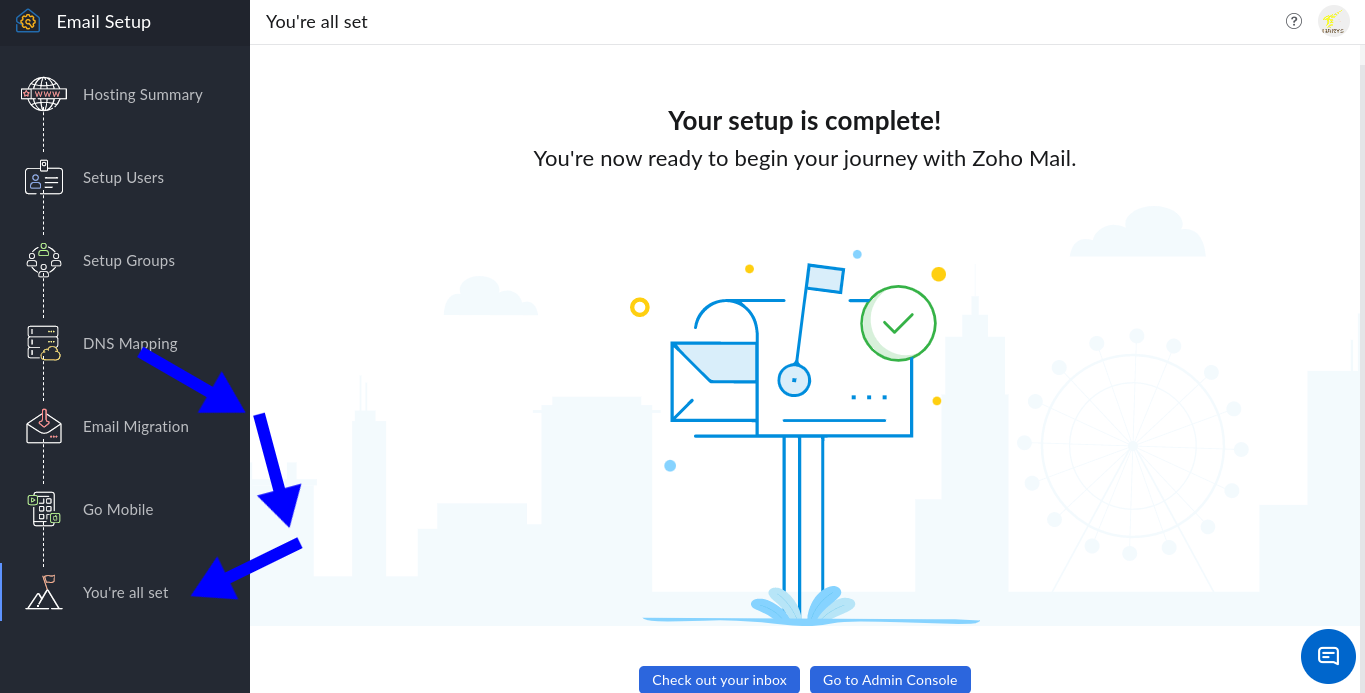 Email Setup
You're all set
WWW
Hosting Summary
Setup Users
Setup Groups
DNS Mapping
Email Migration
Go Mobile
You're all set
Your setup is complete!
You're now ready to begin your journey with Zoho Mail.
Check out your inbox
Go to Admin Console